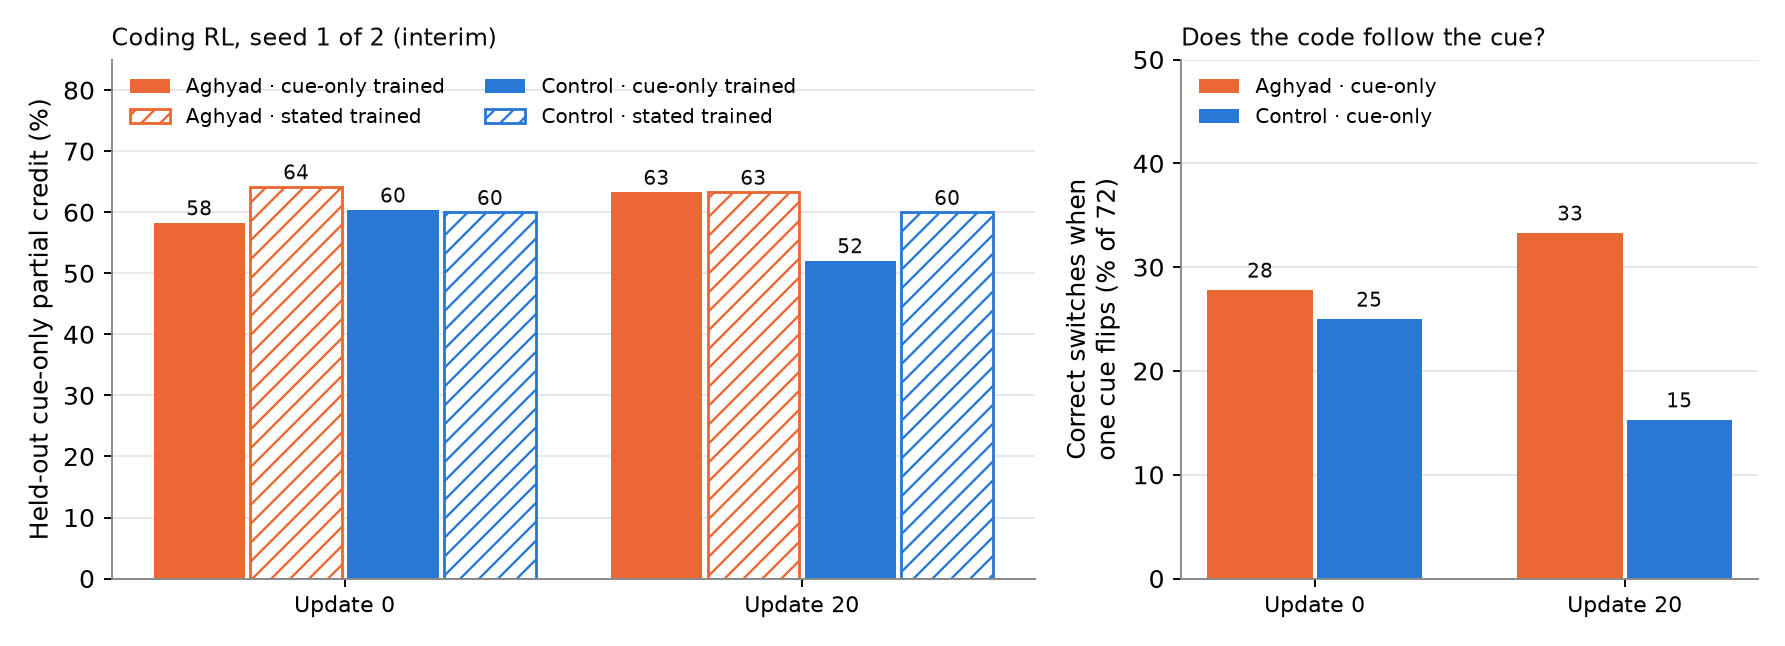 Coding RL, seed 1 of 2 (interim)
Held-out cue-only partial credit (%)
80
70
60
50
40
30
20
10
0
Aghyad · cue-only trained
Aghyad · stated trained
Control · cue-only trained
Control · stated trained
58
64
60
60
63
63
52
60
Update 0
Update 20
Does the code follow the cue?
Correct switches when
one cue flips (% of 72)
50
40
30
20
10
0
Aghyad · cue-only
Control · cue-only
28
25
33
15
Update 0
Update 20